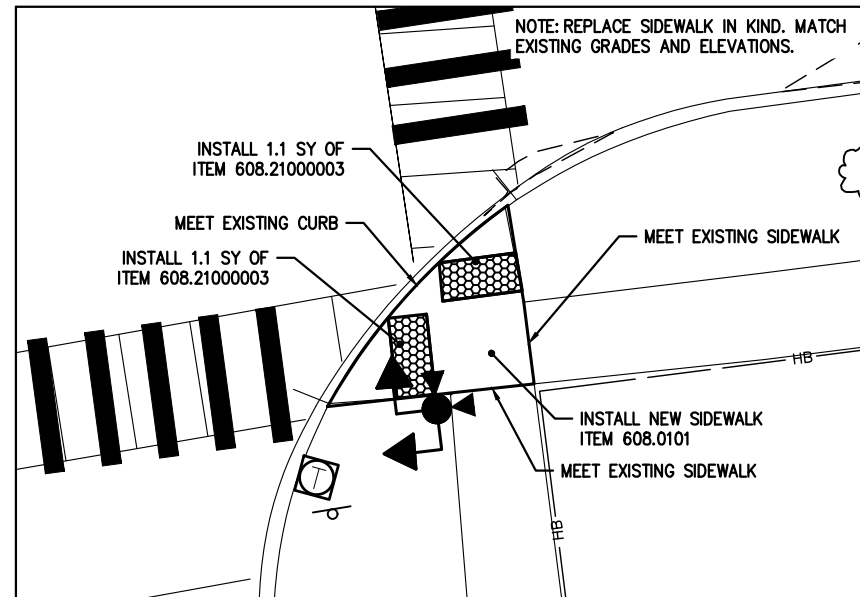 NOTE: REPLACE SIDEWALK IN KIND. MATCH
EXISTING GRADES AND ELEVATIONS.
INSTALL 1.1 SY OF
ITEM 608.21000003
MEET EXISTING CURB
INSTALL 1.1 SY OF
ITEM 608.21000003
MEET EXISTING SIDEWALK
HB
INSTALL NEW SIDEWALK
ITEM 608.0101
MEET EXISTING SIDEWALK
T
HB